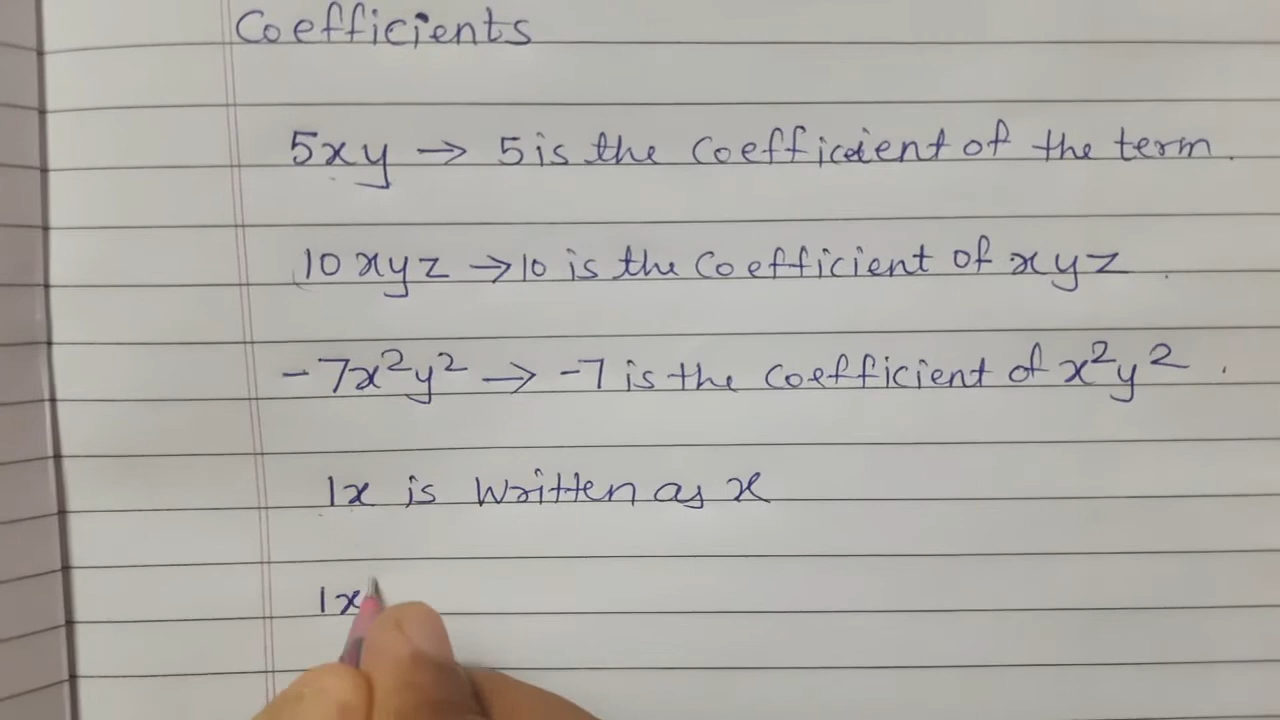 Coefficients
5xy → 5 is the coefficient of the term.
10xyz → 10 is the coefficient of xyz.
-7x²y² → -7 is the coefficient of x²y².
1x is written as x
1x